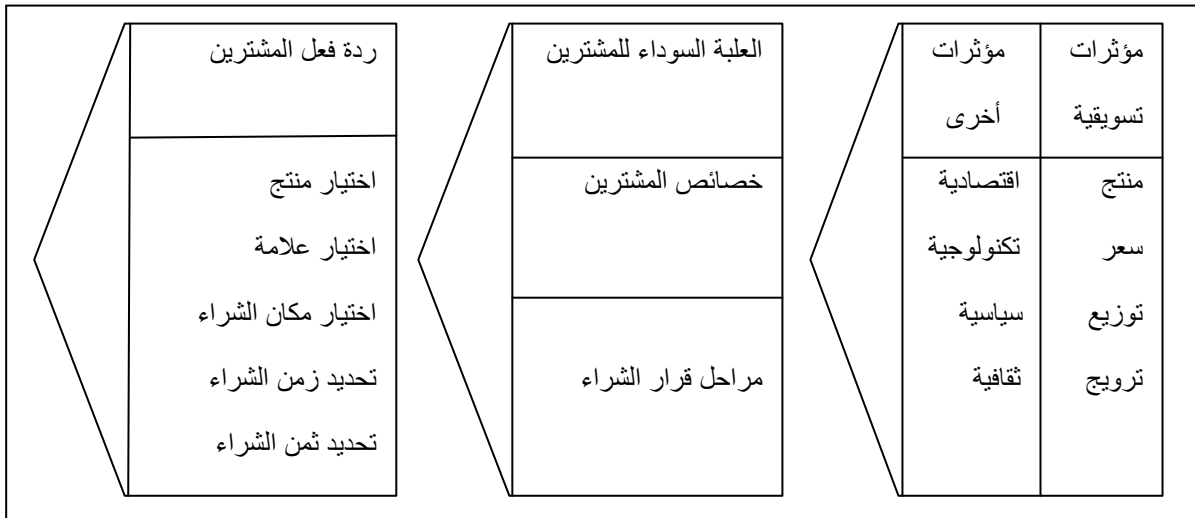 مؤثرات تسويقية
منتج
سعر
توزيع
ترويج
مؤثرات أخرى
اقتصادية
تكنولوجية
سياسية
ثقافية
العلبة السوداء للمشترين
خصائص المشترين
مراحل قرار الشراء
ردة فعل المشترين
اختيار منتج
اختيار علامة
اختيار مكان الشراء
تحديد زمن الشراء
تحديد ثمن الشراء